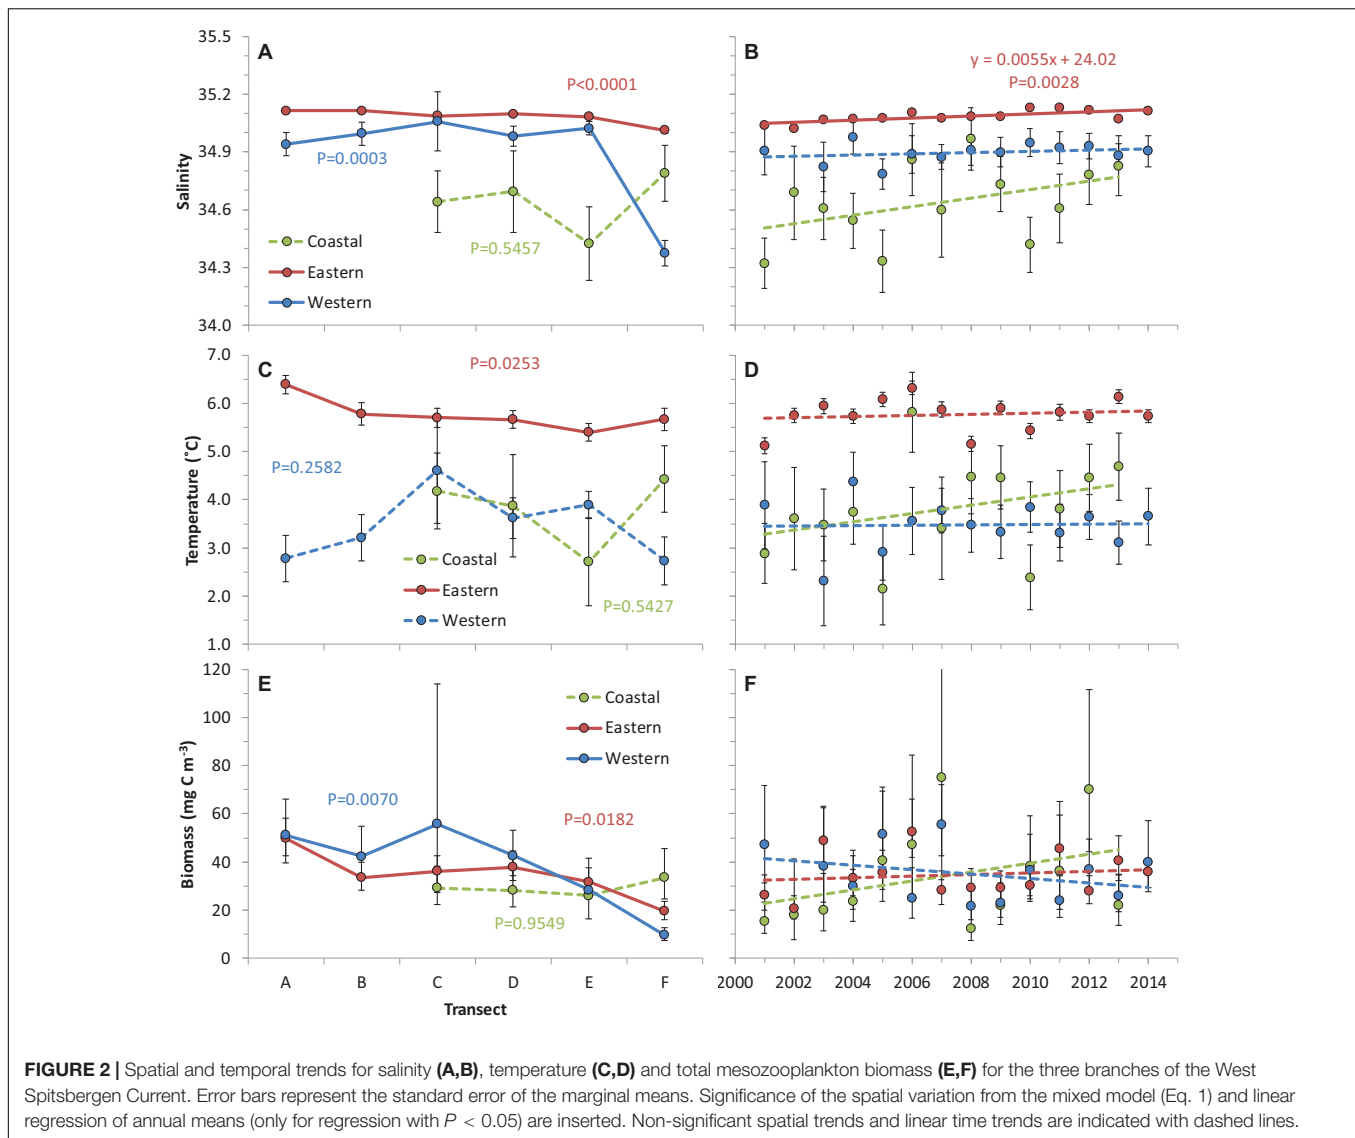 A
B
35.5
35.2
34.9
34.6
34.3
34.0
Salinity
P<0.0001
P=0.0003
P=0.5457
Coastal
Eastern
Western
y = 0.0055x + 24.02
P=0.0028
C
D
7.0
6.0
5.0
4.0
3.0
2.0
1.0
Temperature (˚C)
P=0.0253
P=0.2582
Coastal
Eastern
Western
P=0.5427
E
F
120
100
80
60
40
20
0
Biomass (mg C m-3)
Coastal
Eastern
Western
P=0.0070
P=0.0182
P=0.9549
A B C D E F
Transect
2000 2002 2004 2006 2008 2010 2012 2014
FIGURE 2 | Spatial and temporal trends for salinity (A,B), temperature (C,D) and total mesozooplankton biomass (E,F) for the three branches of the West
Spitsbergen Current. Error bars represent the standard error of the marginal means. Significance of the spatial variation from the mixed model (Eq. 1) and linear
regression of annual means (only for regression with P < 0.05) are inserted. Non-significant spatial trends and linear time trends are indicated with dashed lines.